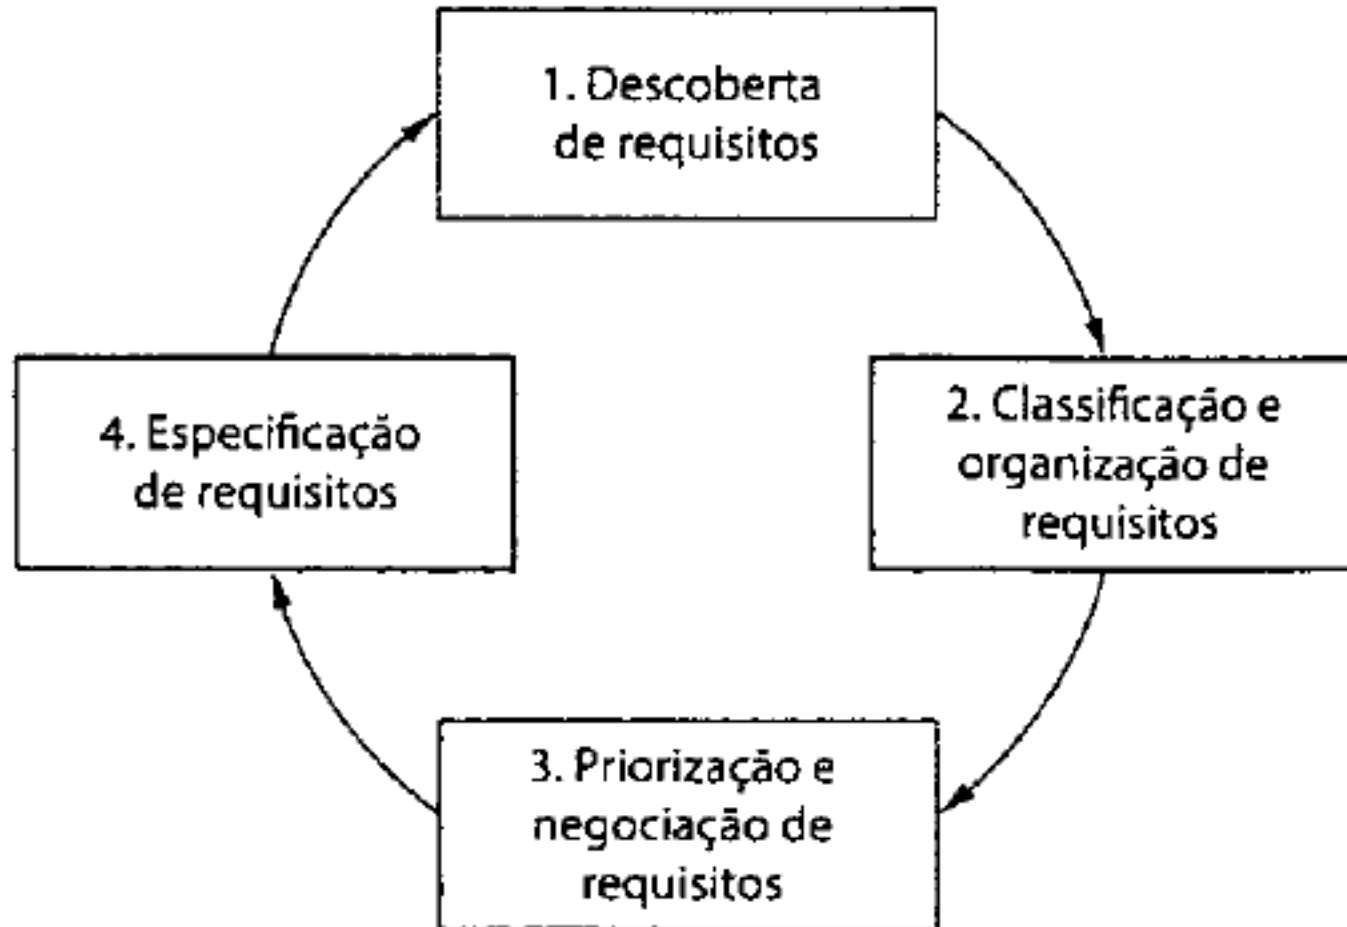 1. Descoberta
de requisitos
2. Classificação e
organização de
requisitos
3. Priorização e
negociação de
requisitos
4. Especificação
de requisitos